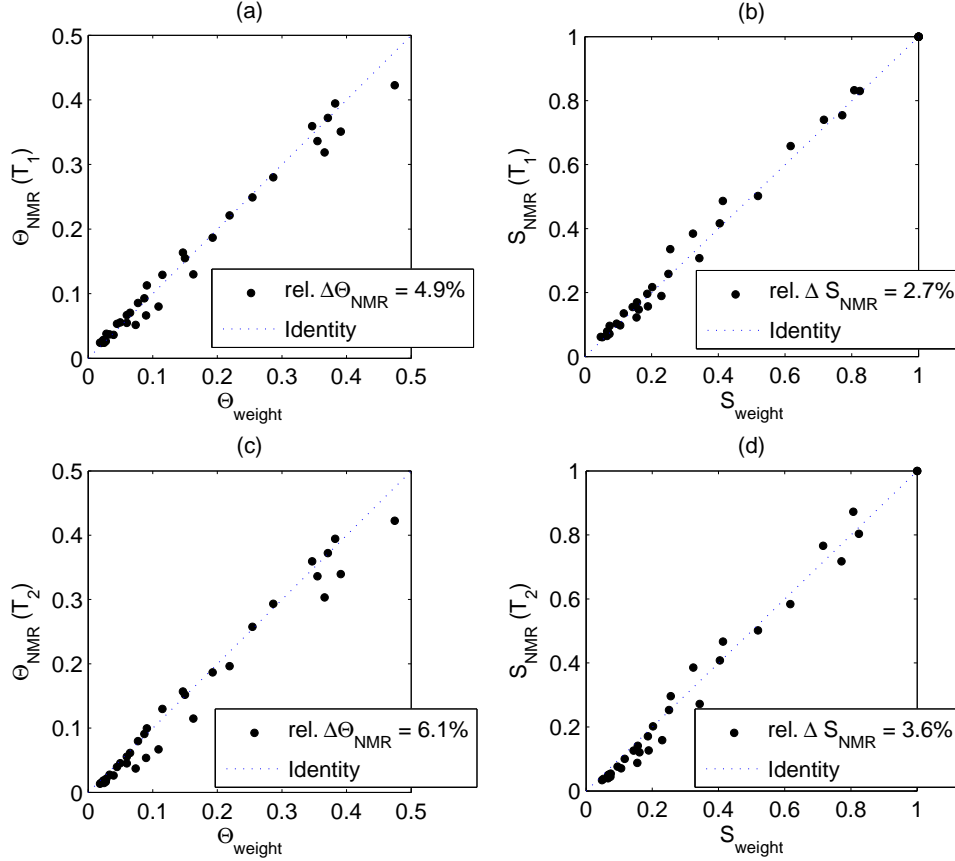 (a)
0.5
0.4
0.3
0.2
0.1
0
Θ_NMR (T_1)
rel. ΔΘ_NMR = 4.9%
Identity
0 0.1 0.2 0.3 0.4 0.5
Θ_weight
(b)
1
0.8
0.6
0.4
0.2
0
S_NMR (T_1)
rel. Δ S_NMR = 2.7%
Identity
0 0.2 0.4 0.6 0.8 1
S_weight
(c)
0.5
0.4
0.3
0.2
0.1
0
Θ_NMR (T_2)
rel. ΔΘ_NMR = 6.1%
Identity
0 0.1 0.2 0.3 0.4 0.5
Θ_weight
(d)
1
0.8
0.6
0.4
0.2
0
S_NMR (T_2)
rel. Δ S_NMR = 3.6%
Identity
0 0.2 0.4 0.6 0.8 1
S_weight